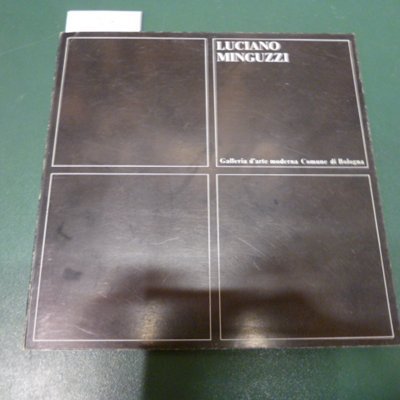 LUCIANO
MINGUZZI
Galleria d'arte moderna Comune di Bologna